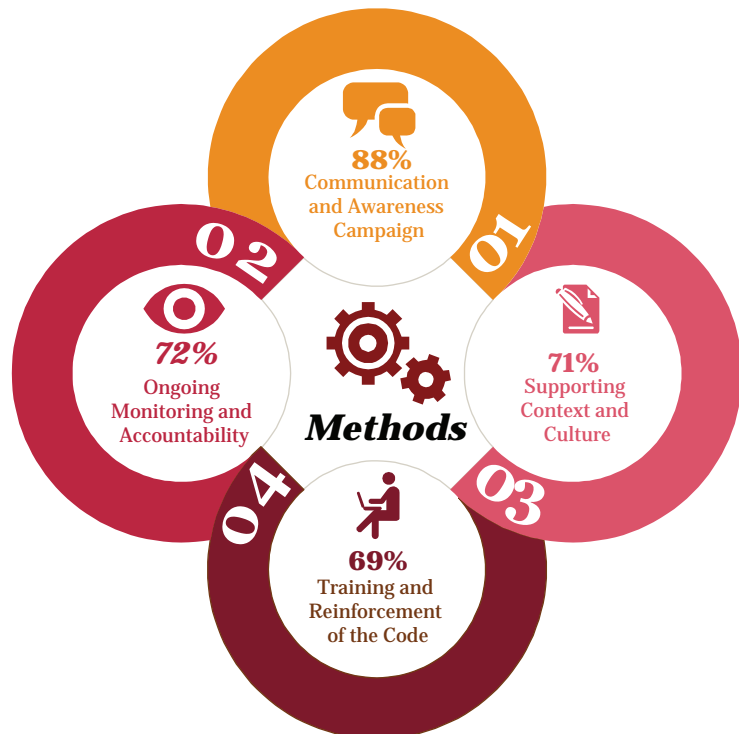 88%
Communication
and Awareness
Campaign
01
02
72%
Ongoing
Monitoring and
Accountability
Methods
71%
Supporting
Context and
Culture
03
04
69%
Training and
Reinforcement
of the Code